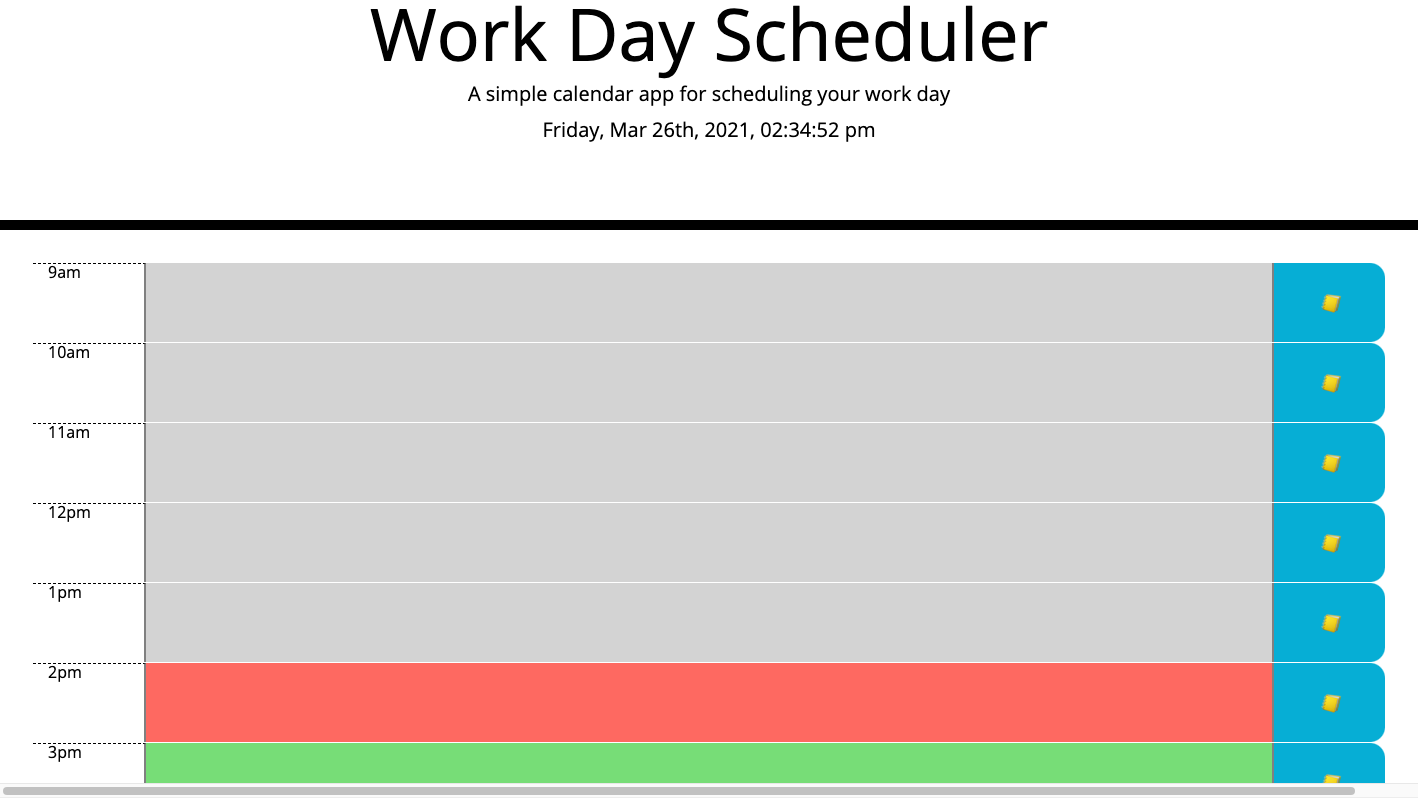 Work Day Scheduler
A simple calendar app for scheduling your work day
Friday, Mar 26th, 2021, 02:34:52 pm
9am
10am
11am
12pm
1pm
2pm
3pm